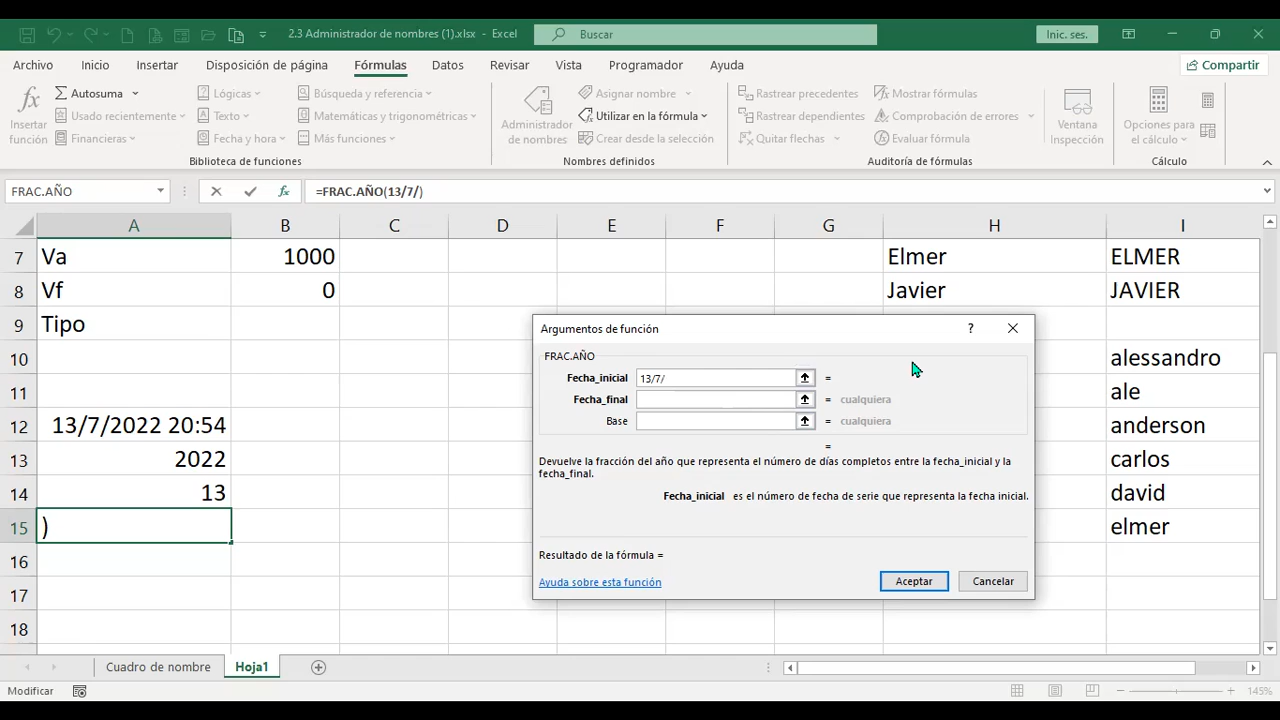 2.3 Administrador de nombres (1).xlsx - Excel
Buscar
Inic. ses.
Archivo Inicio Insertar Disposición de página Fórmulas Datos Revisar Vista Programador Ayuda
Compartir
fx
Insertar función
Autosuma
Usado recientemente
Financieras
Lógicas
Texto
Fecha y hora
Búsqueda y referencia
Matemáticas y trigonométricas
Más funciones
Biblioteca de funciones
Administrador de nombres
Asignar nombre
Utilizar en la fórmula
Crear desde la selección
Nombres definidos
Rastrear precedentes
Rastrear dependientes
Quitar flechas
Mostrar fórmulas
Comprobación de errores
Evaluar fórmula
Auditoría de fórmulas
Ventana Inspección
Opciones para el cálculo
Cálculo
FRAC.AÑO
fx
=FRAC.AÑO(13/7/)
A B C D E F G H I
7 Va 1000 Elmer ELMER
8 Vf 0 Javier JAVIER
9 Tipo
10 alessandro
11 ale
12 13/7/2022 20:54 anderson
13 2022 carlos
14 13 david
15 ) elmer
16
17
18
Argumentos de función
?
FRAC.AÑO
Fecha_inicial 13/7/ =
Fecha_final = cualquiera
Base = cualquiera
=
Devuelve la fracción del año que representa el número de días completos entre la fecha_inicial y la
fecha_final.
Fecha_inicial es el número de fecha de serie que representa la fecha inicial.
Resultado de la fórmula =
Ayuda sobre esta función
Aceptar
Cancelar
Cuadro de nombre Hoja1
Modificar
145%